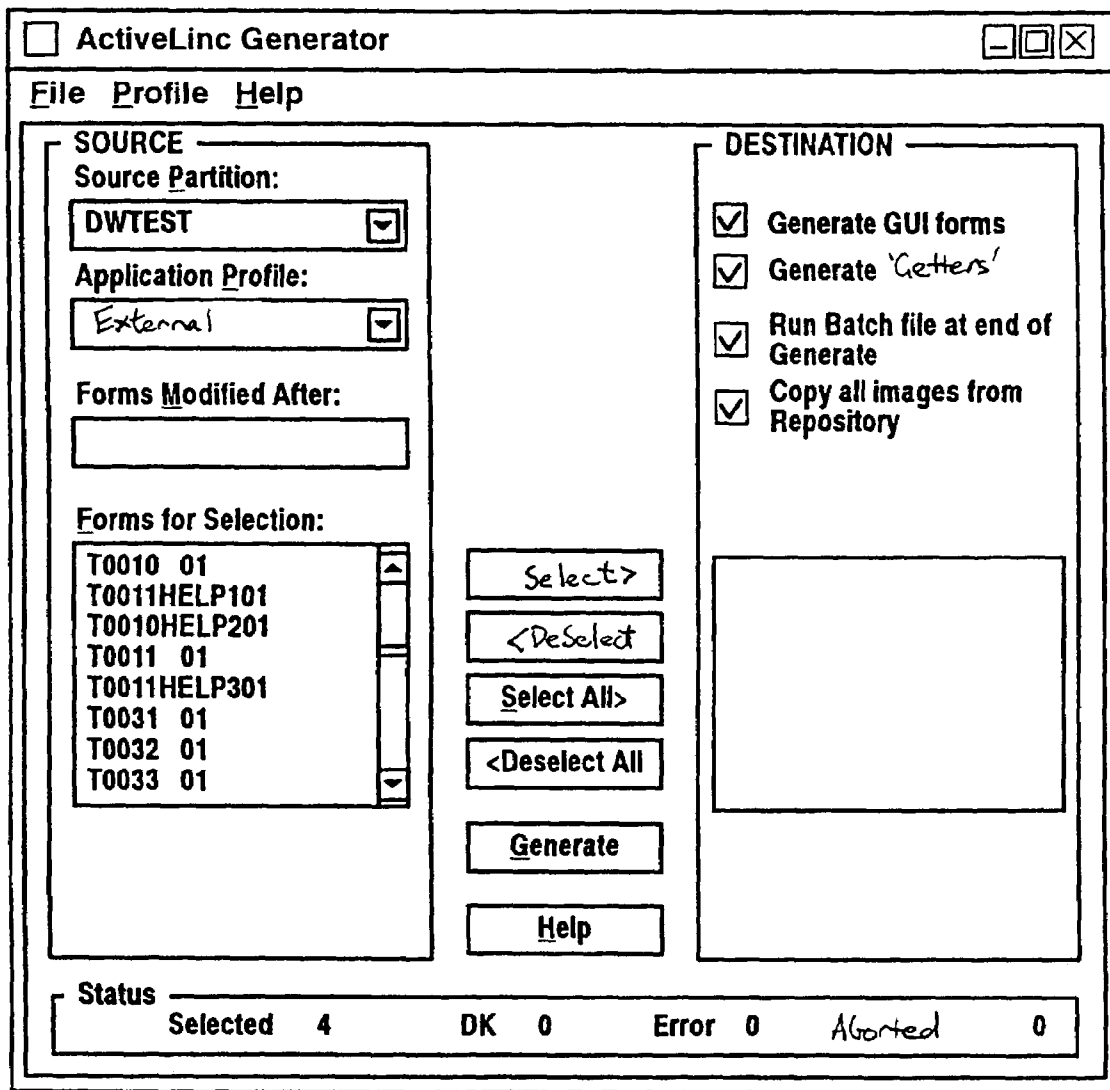 ActiveLinc Generator
File Profile Help
SOURCE
Source Partition:
DWTEST
Application Profile:
External
Forms Modified After:
Forms for Selection:
T0010 01
T0011HELP101
T0010HELP201
T0011 01
T0011HELP301
T0031 01
T0032 01
T0033 01
Select>
<DeSelect
Select All>
<Deselect All
Generate
Help
DESTINATION
Generate GUI forms
Generate 'Getters'
Run Batch file at end of
Generate
Copy all images from
Repository
Status
Selected 4 DK 0 Error 0 Aborted 0